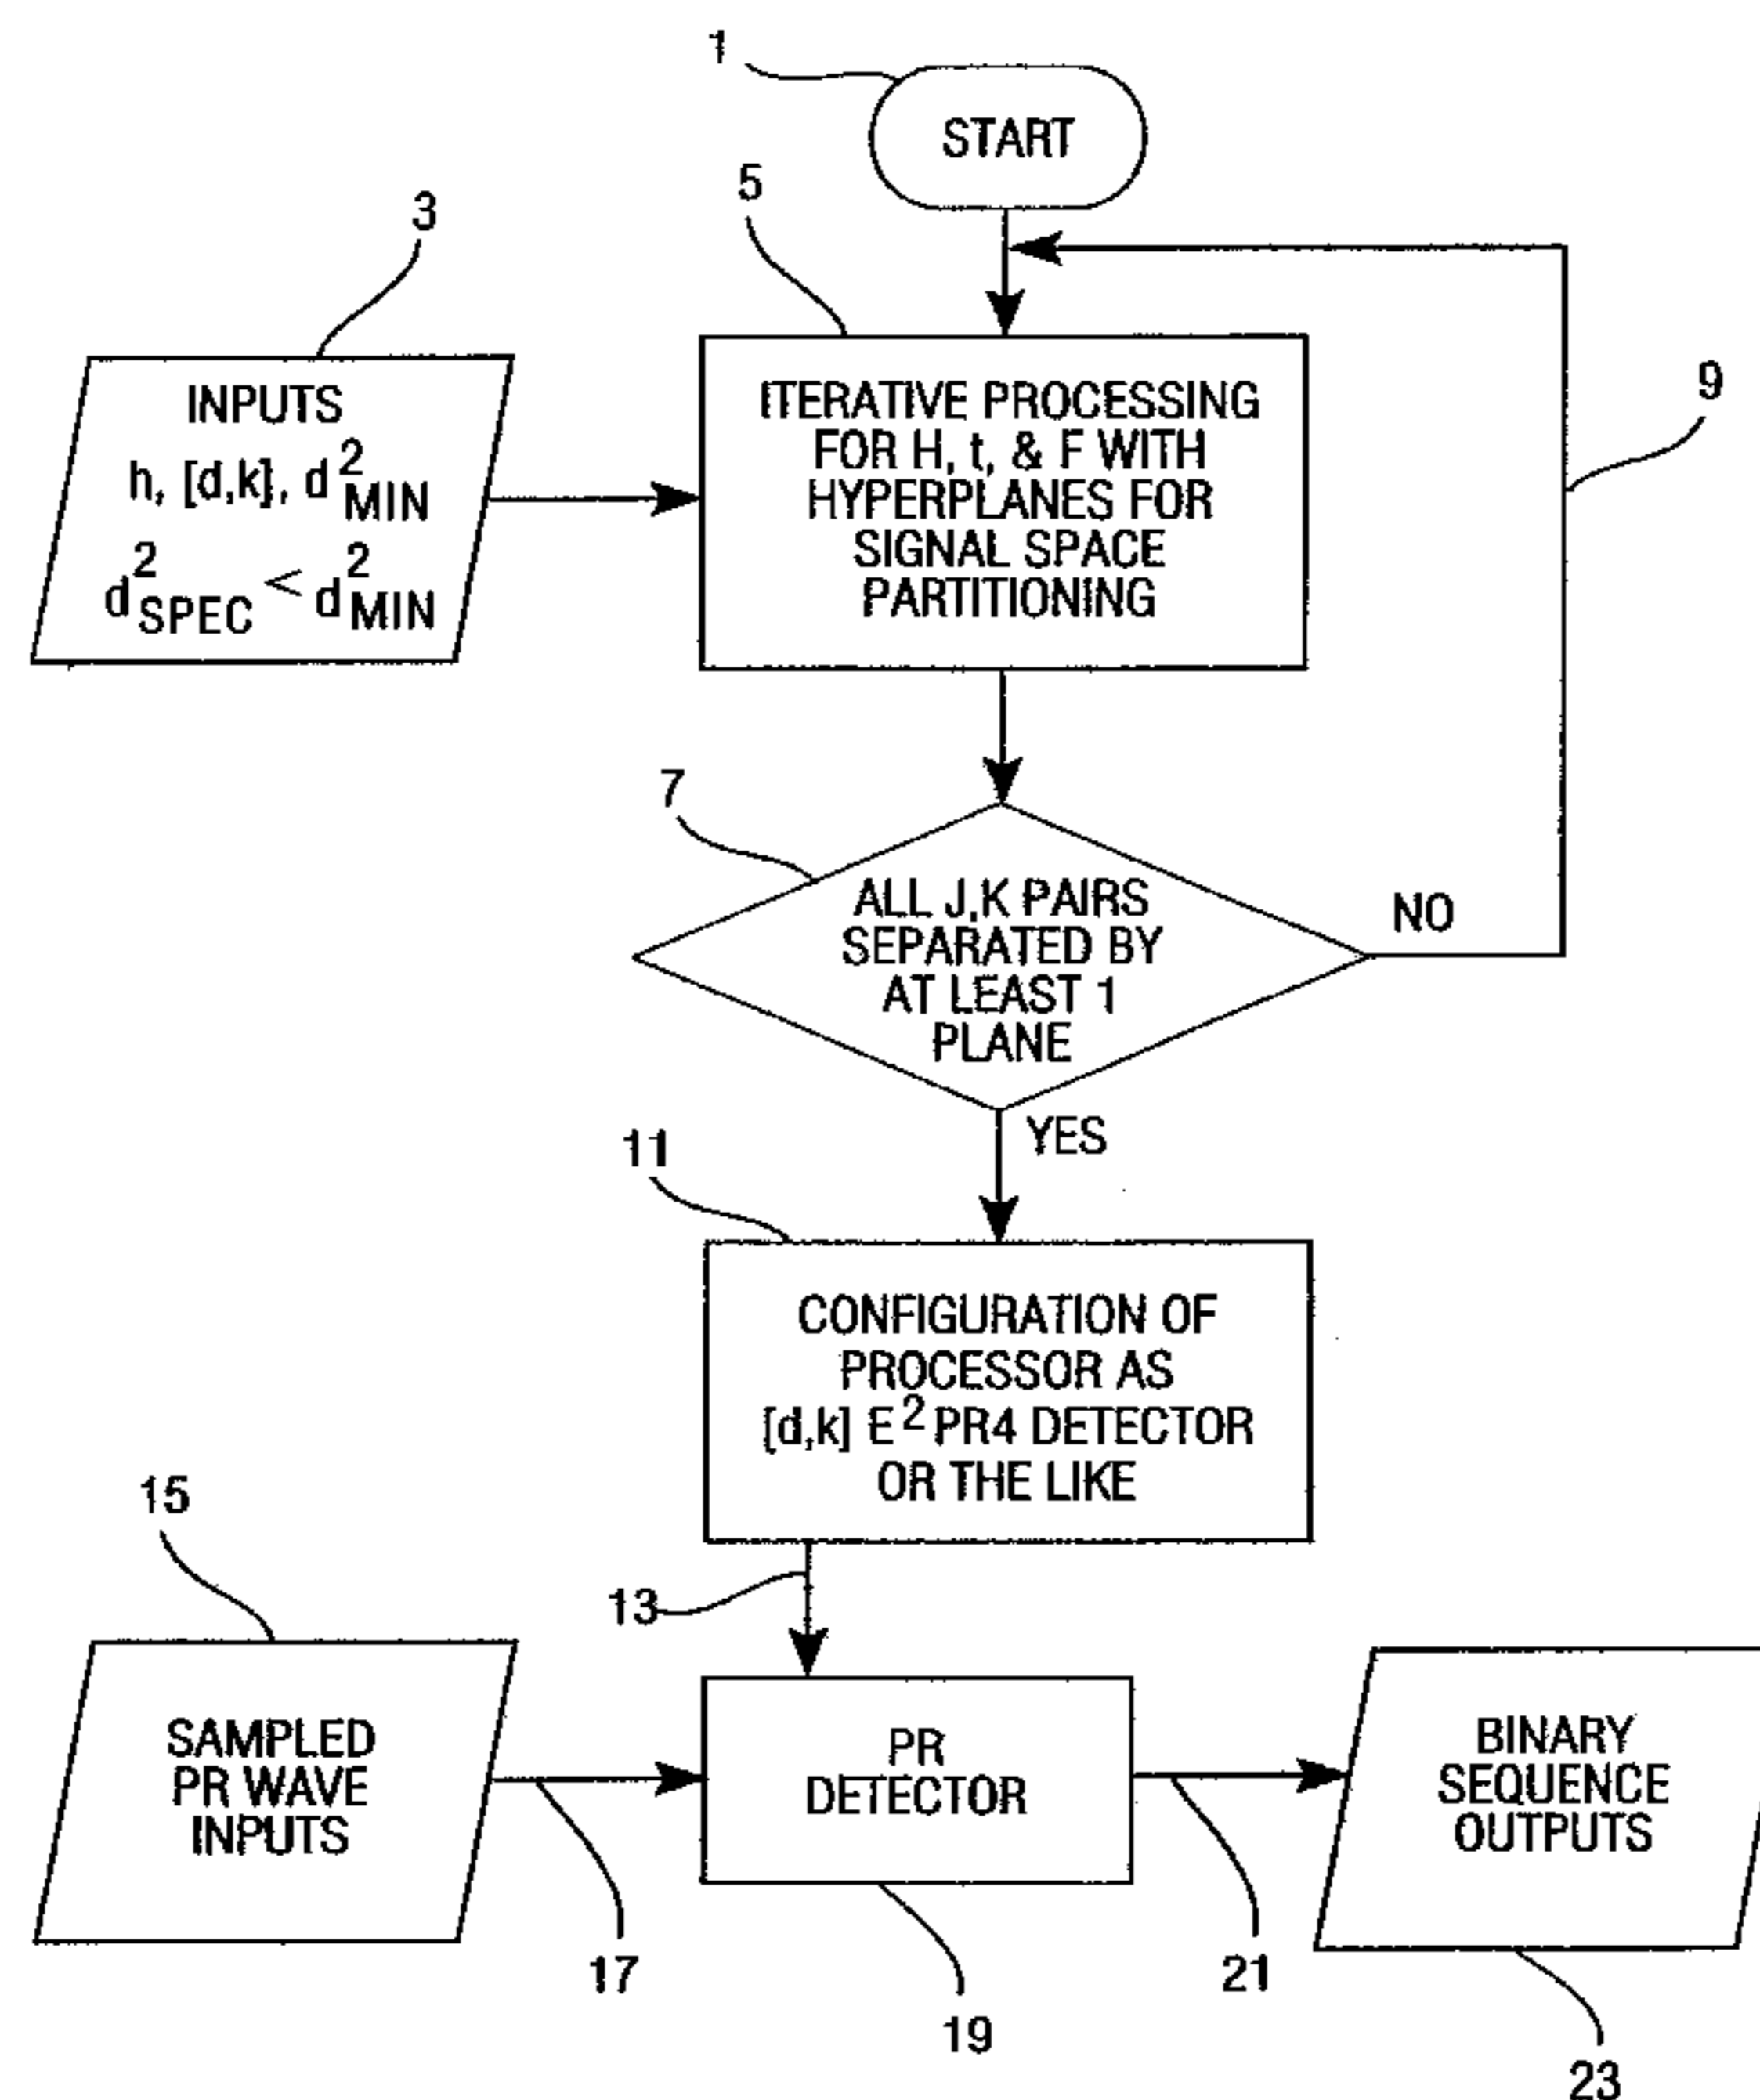 1
START
3
5
INPUTS
h, [d,k], d²MIN
d²SPEC < d²MIN
ITERATIVE PROCESSING
FOR H, t, & F WITH
HYPERPLANES FOR
SIGNAL SPACE
PARTITIONING
9
7
ALL J,K PAIRS
SEPARATED BY
AT LEAST 1
PLANE
NO
YES
11
CONFIGURATION OF
PROCESSOR AS
[d,k] E² PR4 DETECTOR
OR THE LIKE
13
15
SAMPLED
PR WAVE
INPUTS
17
PR
DETECTOR
19
21
BINARY
SEQUENCE
OUTPUTS
23